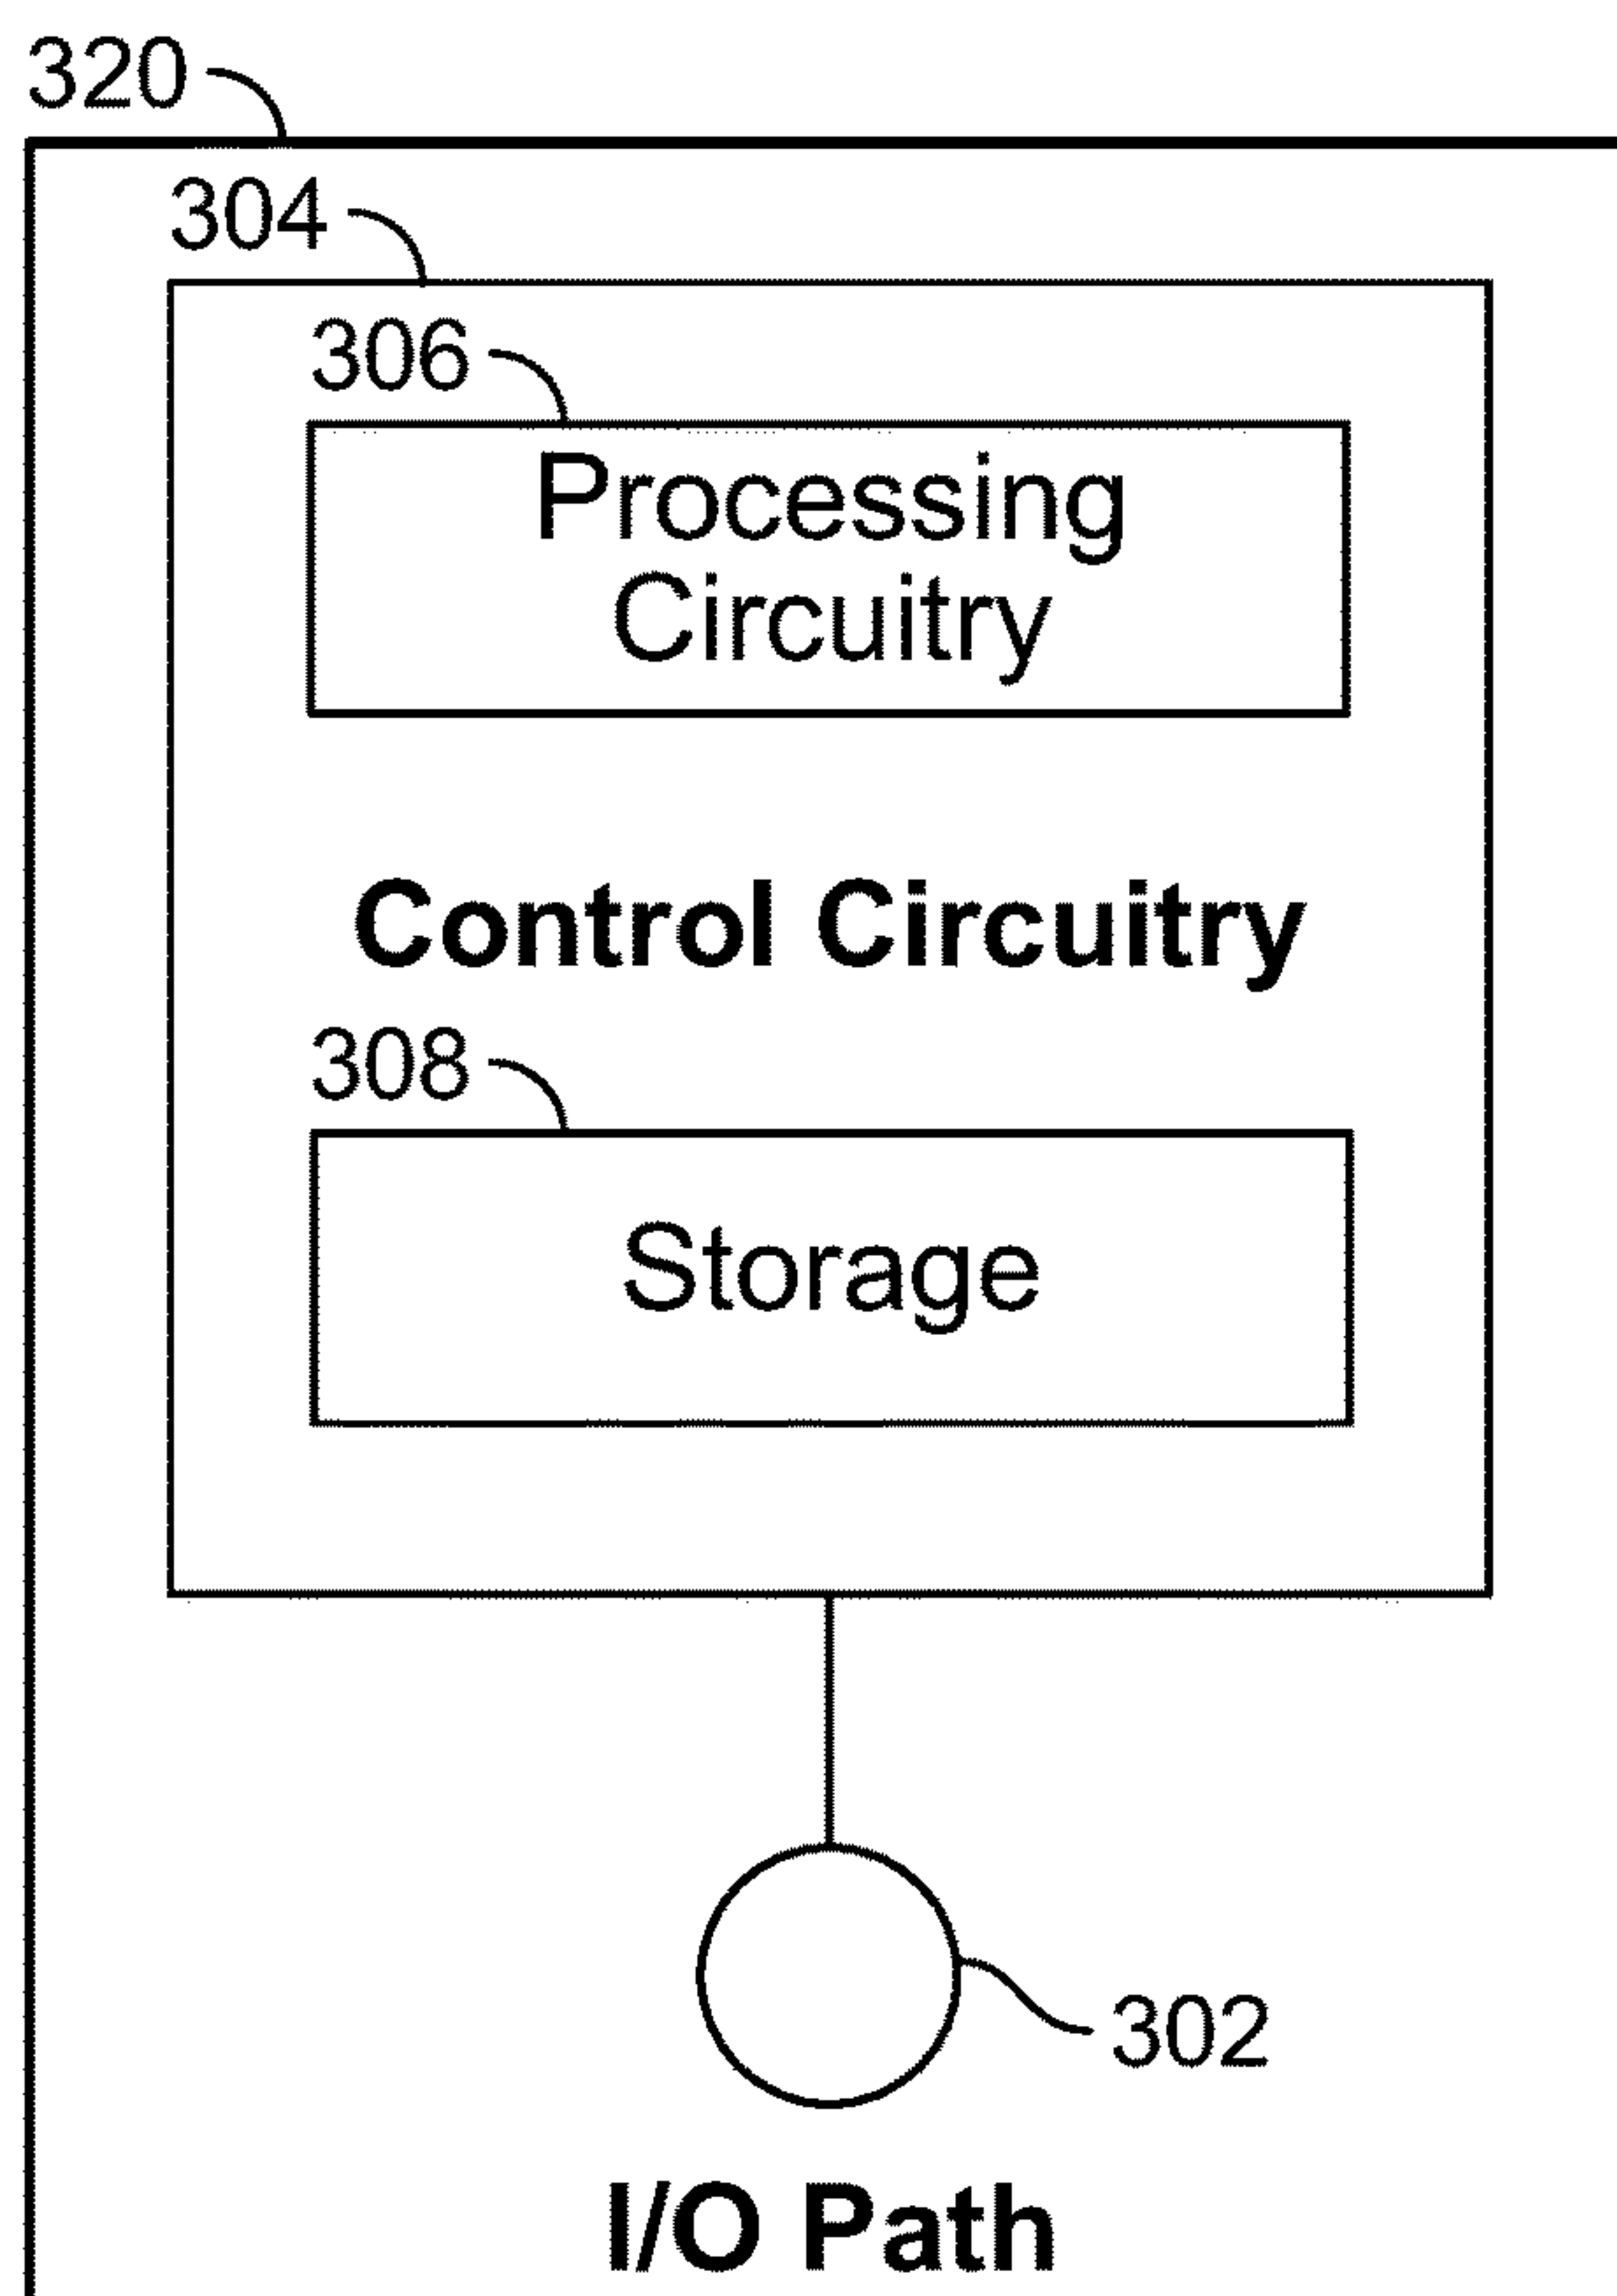 320
304
306
Processing
Circuitry
Control Circuitry
308
Storage
302
I/O Path